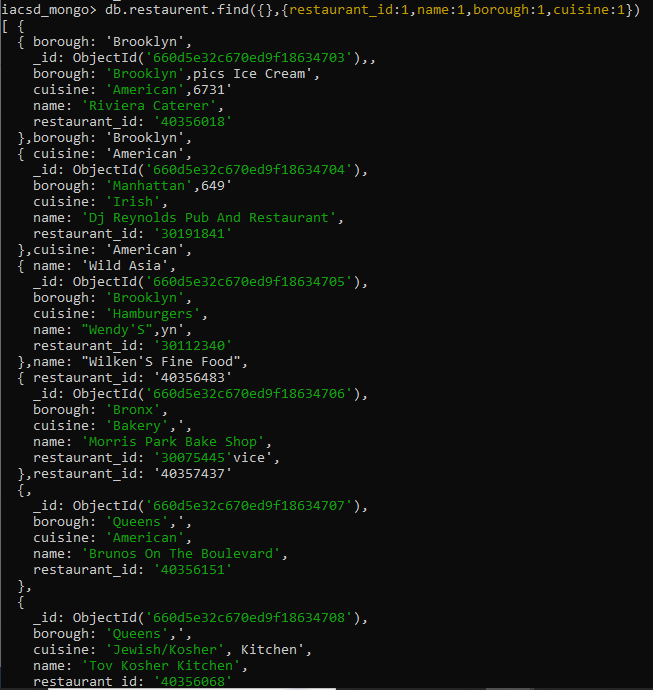 iacsd_mongo> db.restaurent.find({},{restaurant_id:1,name:1,borough:1,cuisine:1})
[ {
  { borough: 'Brooklyn',
    _id: ObjectId('660d5e32c670ed9f18634703'),,
    borough: 'Brooklyn',pics Ice Cream',
    cuisine: 'American',6731'
    name: 'Riviera Caterer',
    restaurant_id: '40356018'
  },borough: 'Brooklyn',
  { cuisine: 'American',
    _id: ObjectId('660d5e32c670ed9f18634704'),
    borough: 'Manhattan',649'
    cuisine: 'Irish',
    name: 'Dj Reynolds Pub And Restaurant',
    restaurant_id: '30191841'
  },cuisine: 'American',
  { name: 'Wild Asia',
    _id: ObjectId('660d5e32c670ed9f18634705'),
    borough: 'Brooklyn',
    cuisine: 'Hamburgers',
    name: "Wendy'S",yn',
    restaurant_id: '30112340'
  },name: "Wilken'S Fine Food",
  { restaurant_id: '40356483'
    _id: ObjectId('660d5e32c670ed9f18634706'),
    borough: 'Bronx',
    cuisine: 'Bakery',',
    name: 'Morris Park Bake Shop',
    restaurant_id: '30075445'vice',
  },restaurant_id: '40357437'
  {,
    _id: ObjectId('660d5e32c670ed9f18634707'),
    borough: 'Queens',',
    cuisine: 'American',
    name: 'Brunos On The Boulevard',
    restaurant_id: '40356151'
  },
  {
    _id: ObjectId('660d5e32c670ed9f18634708'),
    borough: 'Queens',',
    cuisine: 'Jewish/Kosher', Kitchen',
    name: 'Tov Kosher Kitchen',
    restaurant_id: '40356068'